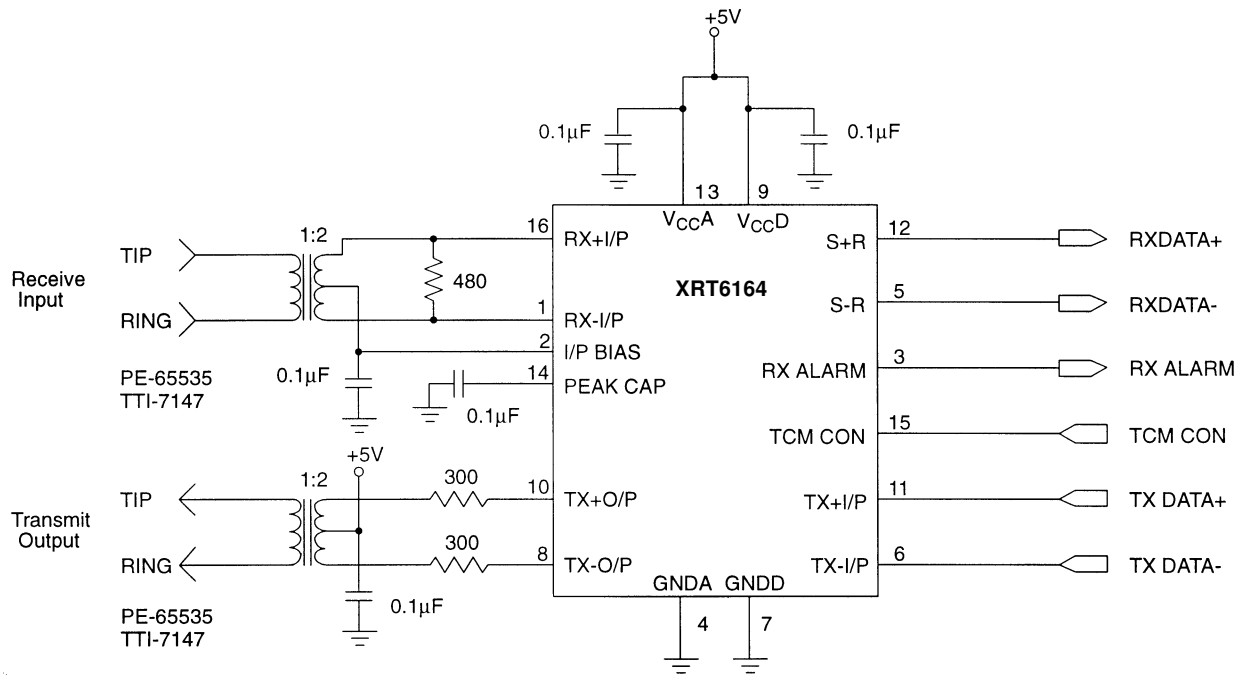 +5V
0.1µF
0.1µF
13
9
VCCA
VCCD
XRT6164
Receive
Input
TIP
RING
1:2
480
16
RX+I/P
1
RX-I/P
2
I/P BIAS
14
PEAK CAP
PE-65535
TTI-7147
0.1µF
0.1µF
+5V
Transmit
Output
TIP
RING
1:2
300
300
10
TX+O/P
8
TX-O/P
0.1µF
PE-65535
TTI-7147
GNDA
GNDD
4
7
S+R
12
RXDATA+
S-R
5
RXDATA-
RX ALARM
3
RX ALARM
TCM CON
15
TCM CON
TX+I/P
11
TX DATA+
TX-I/P
6
TX DATA-